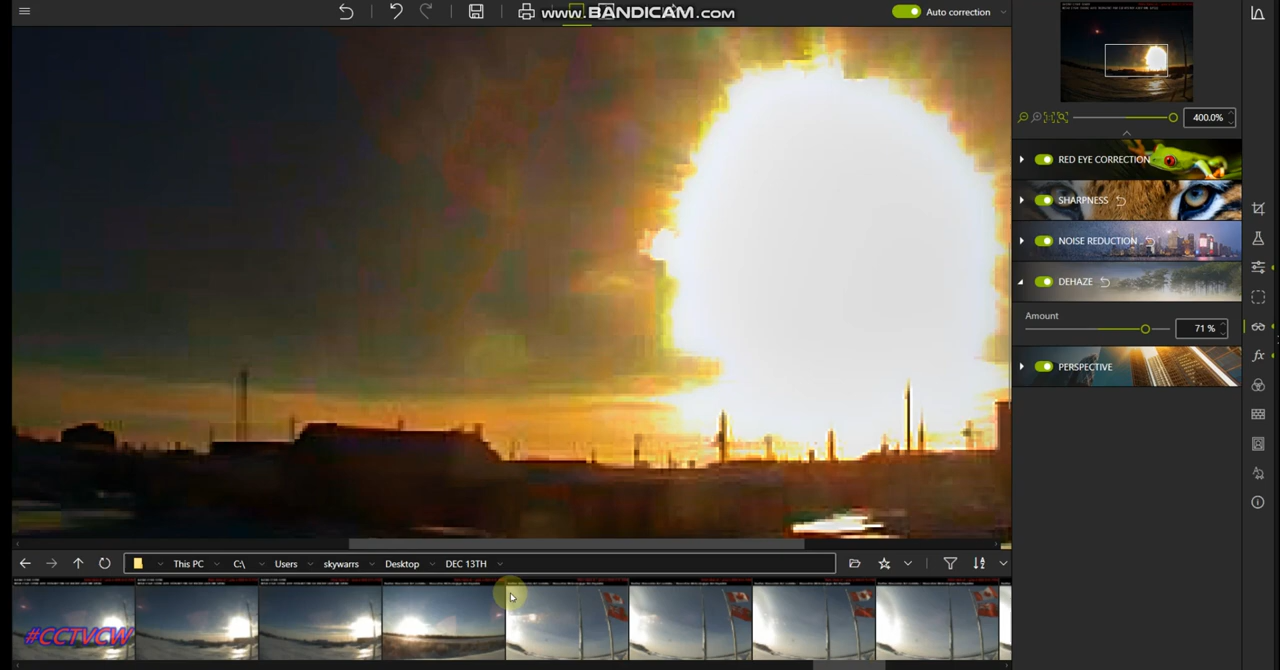 www.BANDICAM.com
Auto correction
400.0%
RED EYE CORRECTION
SHARPNESS
NOISE REDUCTION
DEHAZE
Amount
71 %
PERSPECTIVE
This PC C:\ Users skywarrs Desktop DEC 13TH
#CCTVCW
fx